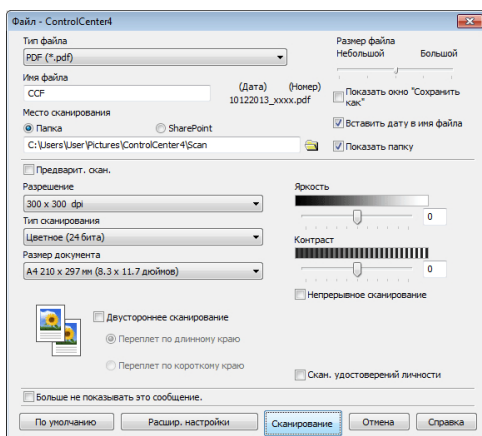 Файл - ControlCenter4
Тип файла
PDF (*.pdf)
Размер файла
Небольшой Большой
Имя файла
CCF
(Дата) (Номер)
10122013_xxxx.pdf
Показать окно "Сохранить
как"
Место сканирования
Папка SharePoint
Вставить дату в имя файла
C:\Users\User\Pictures\ControlCenter4\Scan
Показать папку
Предварит. скан.
Разрешение
300 x 300 dpi
Яркость
0
Тип сканирования
Цветное (24 бита)
Контраст
0
Размер документа
A4 210 x 297 мм (8.3 x 11.7 дюймов)
Непрерывное сканирование
Двустороннее сканирование
Переплет по длинному краю
Переплет по короткому краю
Скан. удостоверений личности
Больше не показывать это сообщение.
По умолчанию Расшир. настройки Сканирование Отмена Справка